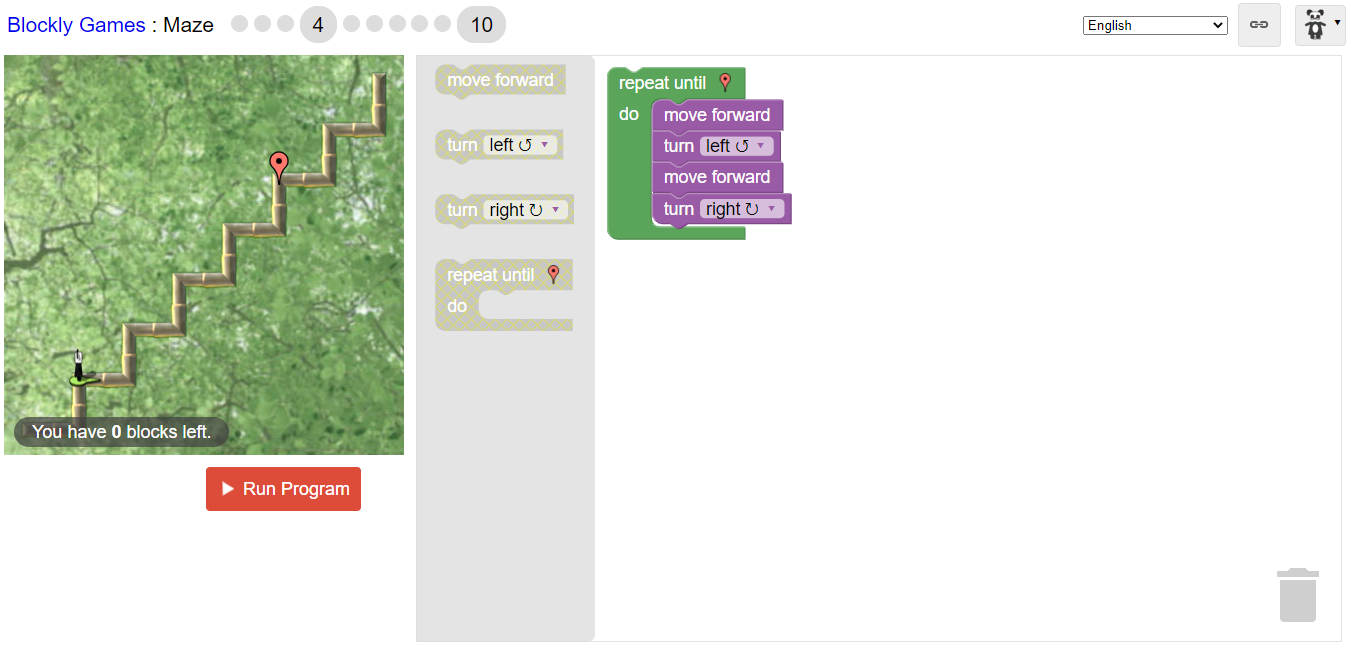 Blockly Games : Maze 4 10 English
You have 0 blocks left.
Run Program
move forward
turn left ↺
turn right ↻
repeat until
do
repeat until
do
move forward
turn left ↺
move forward
turn right ↻